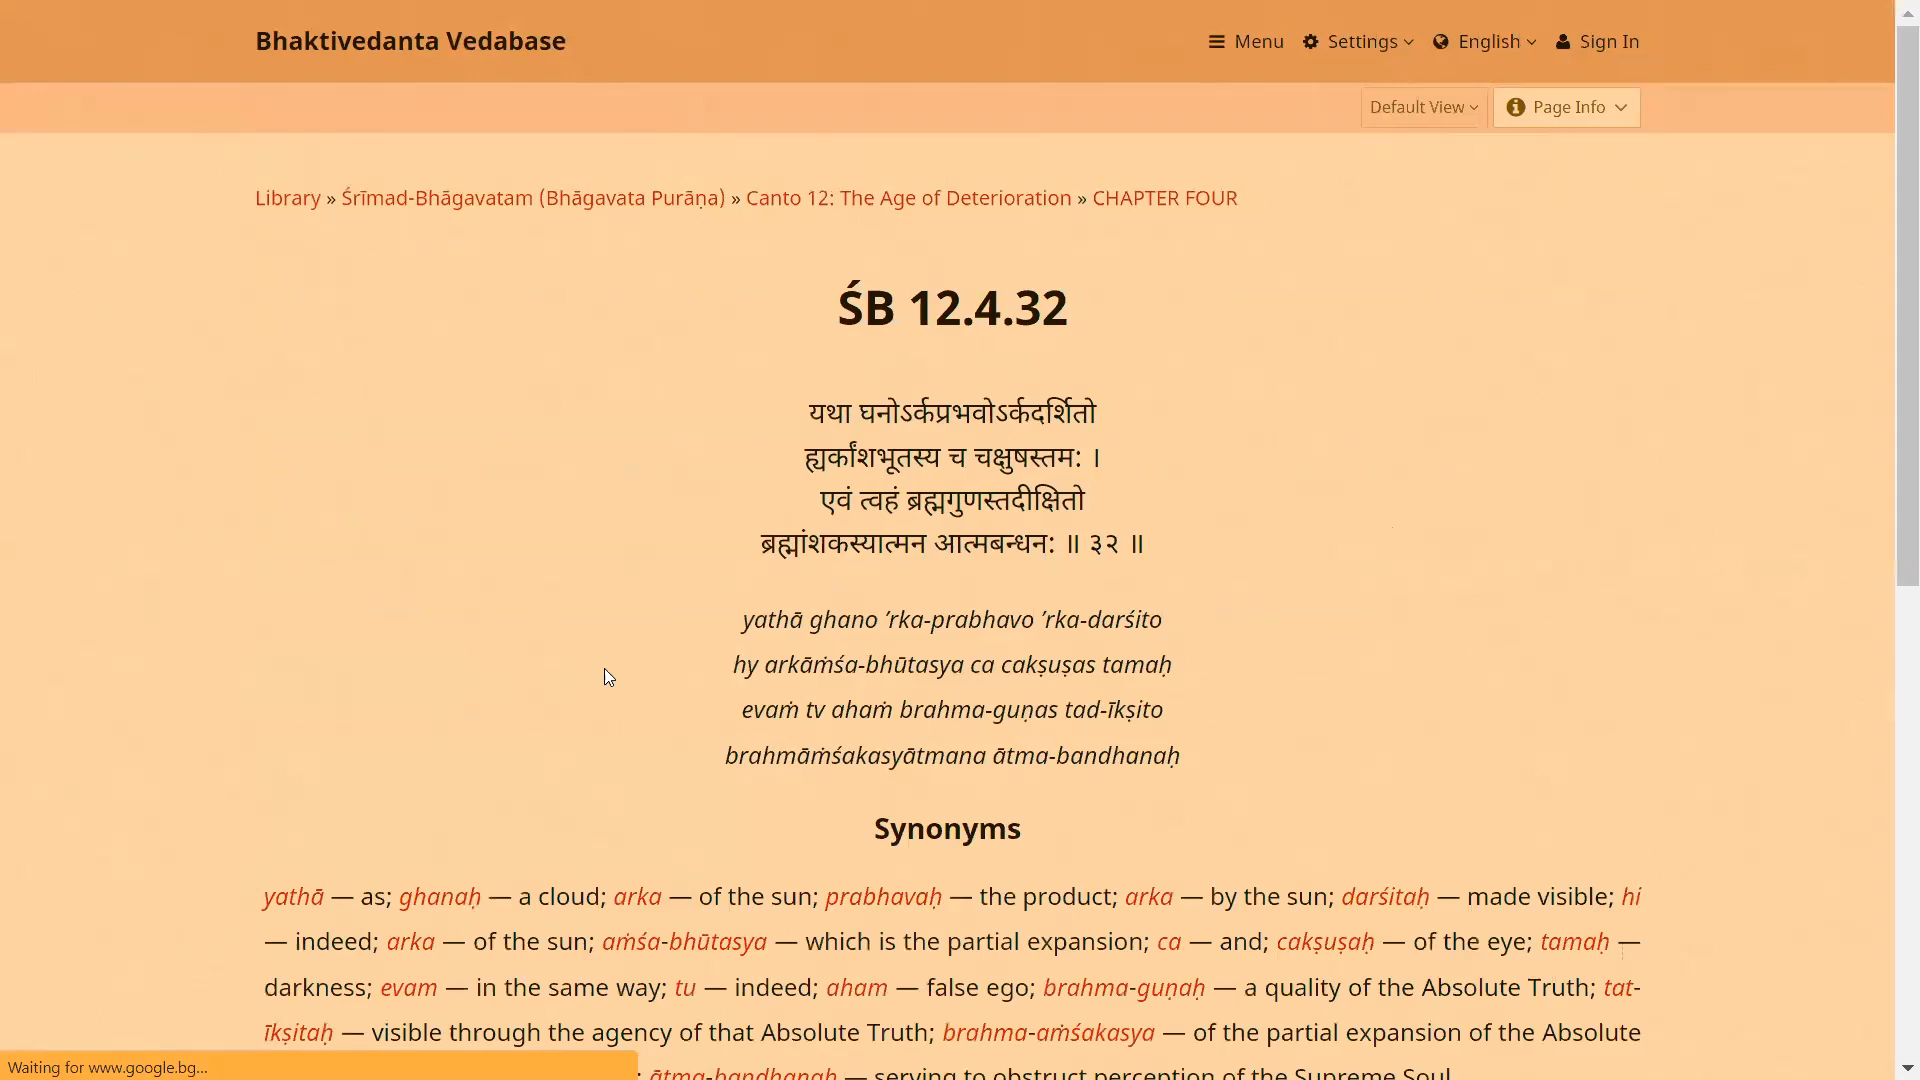 Bhaktivedanta Vedabase
Menu Settings English Sign In
Default View Page Info
Library » Śrīmad-Bhāgavatam (Bhāgavata Purāṇa) » Canto 12: The Age of Deterioration » CHAPTER FOUR
ŚB 12.4.32
यथा घनोऽर्कप्रभवोऽर्कदर्शितो
ह्यर्कांशभूतस्य च चक्षुषस्तम: ।
एवं त्वहं ब्रह्मगुणस्तदीक्षितो
ब्रह्मांशकस्यात्मन आत्मबन्धन: ॥ ३२ ॥
yathā ghano ’rka-prabhavo ’rka-darśito
hy arkāṁśa-bhūtasya ca cakṣuṣas tamaḥ
evaṁ tv ahaṁ brahma-guṇas tad-īkṣito
brahmāṁśakasyātmana ātma-bandhanaḥ
Synonyms
yathā — as; ghanaḥ — a cloud; arka — of the sun; prabhavaḥ — the product; arka — by the sun; darśitaḥ — made visible; hi
— indeed; arka — of the sun; aṁśa-bhūtasya — which is the partial expansion; ca — and; cakṣuṣaḥ — of the eye; tamaḥ —
darkness; evam — in the same way; tu — indeed; aham — false ego; brahma-guṇaḥ — a quality of the Absolute Truth; tat-
īkṣitaḥ — visible through the agency of that Absolute Truth; brahma-aṁśakasya — of the partial expansion of the Absolute
; ātma-bandhanaḥ — serving to obstruct perception of the Supreme Soul.
Waiting for www.google.bg...